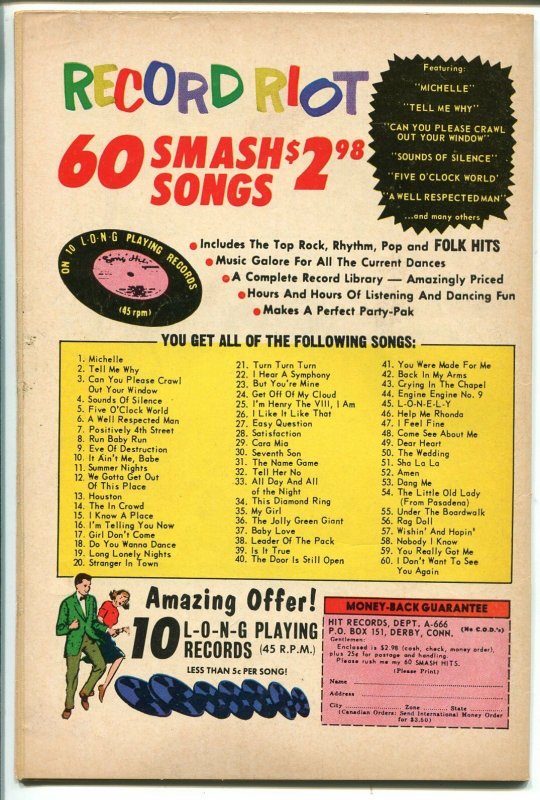 RECORD RIOT
60 SMASH SONGS $2.98
Featuring:
"MICHELLE"
"TELL ME WHY"
"CAN YOU PLEASE CRAWL
OUT YOUR WINDOW"
"SOUNDS OF SILENCE"
"FIVE O'CLOCK WORLD'
"A WELL RESPECTED MAN"
...and many others
ON 10 L·O·N·G PLAYING RECORDS
(45 rpm)
• Includes The Top Rock, Rhythm, Pop and FOLK HITS
• Music Galore For All The Current Dances
• A Complete Record Library — Amazingly Priced
• Hours And Hours Of Listening And Dancing Fun
• Makes A Perfect Party-Pak
YOU GET ALL OF THE FOLLOWING SONGS:
1. Michelle
2. Tell Me Why
3. Can You Please Crawl
Out Your Window
4. Sounds Of Silence
5. Five O'Clock World
6. A Well Respected Man
7. Positively 4th Street
8. Run Baby Run
9. Eve Of Destruction
10. It Ain't Me, Babe
11. Summer Nights
12. We Gotta Get Out
Of This Place
13. Houston
14. The In Crowd
15. I Know A Place
16. I'm Telling You Now
17. Girl Don't Come
18. Do You Wanna Dance
19. Long Lonely Nights
20. Stranger In Town
21. Turn Turn Turn
22. I Hear A Symphony
23. But You're Mine
24. Get Off Of My Cloud
25. I'm Henry The VIII, I Am
26. I Like It Like That
27. Easy Question
28. Satisfaction
29. Cara Mia
30. Seventh Son
31. The Name Game
32. Tell Her No
33. All Day And All
of the Night
34. This Diamond Ring
35. My Girl
36. The Jolly Green Giant
37. Baby Love
38. Leader Of The Pack
39. Is It True
40. The Door Is Still Open
41. You Were Made For Me
42. Back In My Arms
43. Crying In The Chapel
44. Engine Engine No. 9
45. L-O-N-E-L-Y
46. Help Me Rhonda
47. I Feel Fine
48. Come See About Me
49. Dear Heart
50. The Wedding
51. Sha La La
52. Amen
53. Dang Me
54. The Little Old Lady
(From Pasadena)
55. Under The Boardwalk
56. Rag Doll
57. Wishin' And Hopin'
58. Nobody I Know
59. You Really Got Me
60. I Don't Want To See
You Again
Amazing Offer!
10 L-O-N-G PLAYING
RECORDS (45 R.P.M.)
LESS THAN 5¢ PER SONG!
MONEY-BACK GUARANTEE
HIT RECORDS, DEPT. A-666
P.O. BOX 151, DERBY, CONN. (No C.O.D.'s)
Gentlemen:
Enclosed is $2.98 (cash, check, money order),
plus 25¢ for postage and handling.
Please rush me my 60 SMASH HITS.
(Please Print)
Name
Address
City Zone State
(Canadian Orders: Send International Money Order
for $3.50)